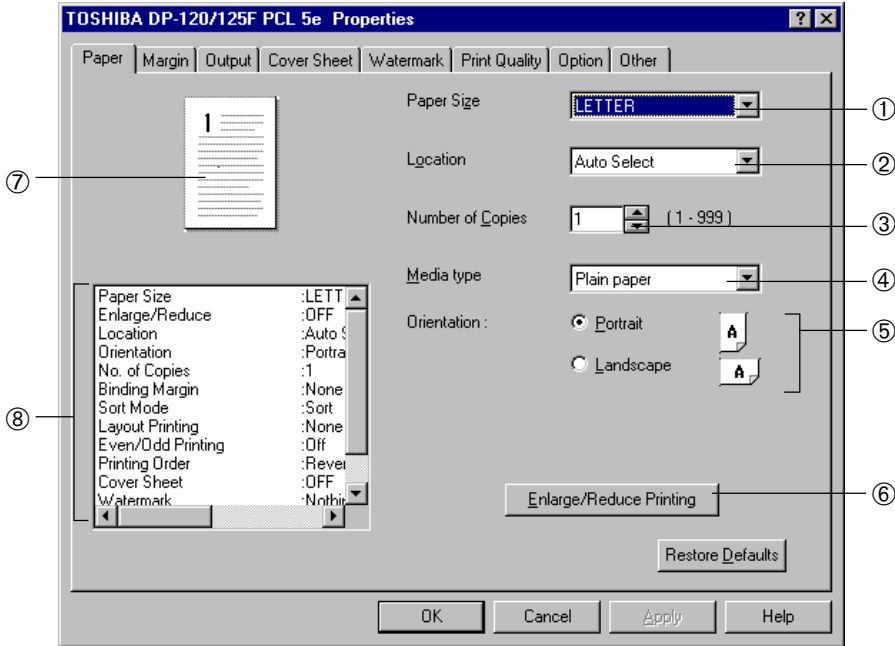 TOSHIBA DP-120/125F PCL 5e Properties
Paper Margin Output Cover Sheet Watermark Print Quality Option Other
1
Paper Size LETTER ①
Location Auto Select ②
Number of Copies 1 (1 - 999) ③
Media type Plain paper ④
Orientation : Portrait A ⑤
Landscape A
⑦
Paper Size :LETT
Enlarge/Reduce :OFF
Location :Auto S
Orientation :Portra
No. of Copies :1
Binding Margin :None
Sort Mode :Sort
Layout Printing :None
Even/Odd Printing :Off
Printing Order :Rever
Cover Sheet :OFF
Watermark :Nothin
⑧
Enlarge/Reduce Printing ⑥
Restore Defaults
OK Cancel Apply Help